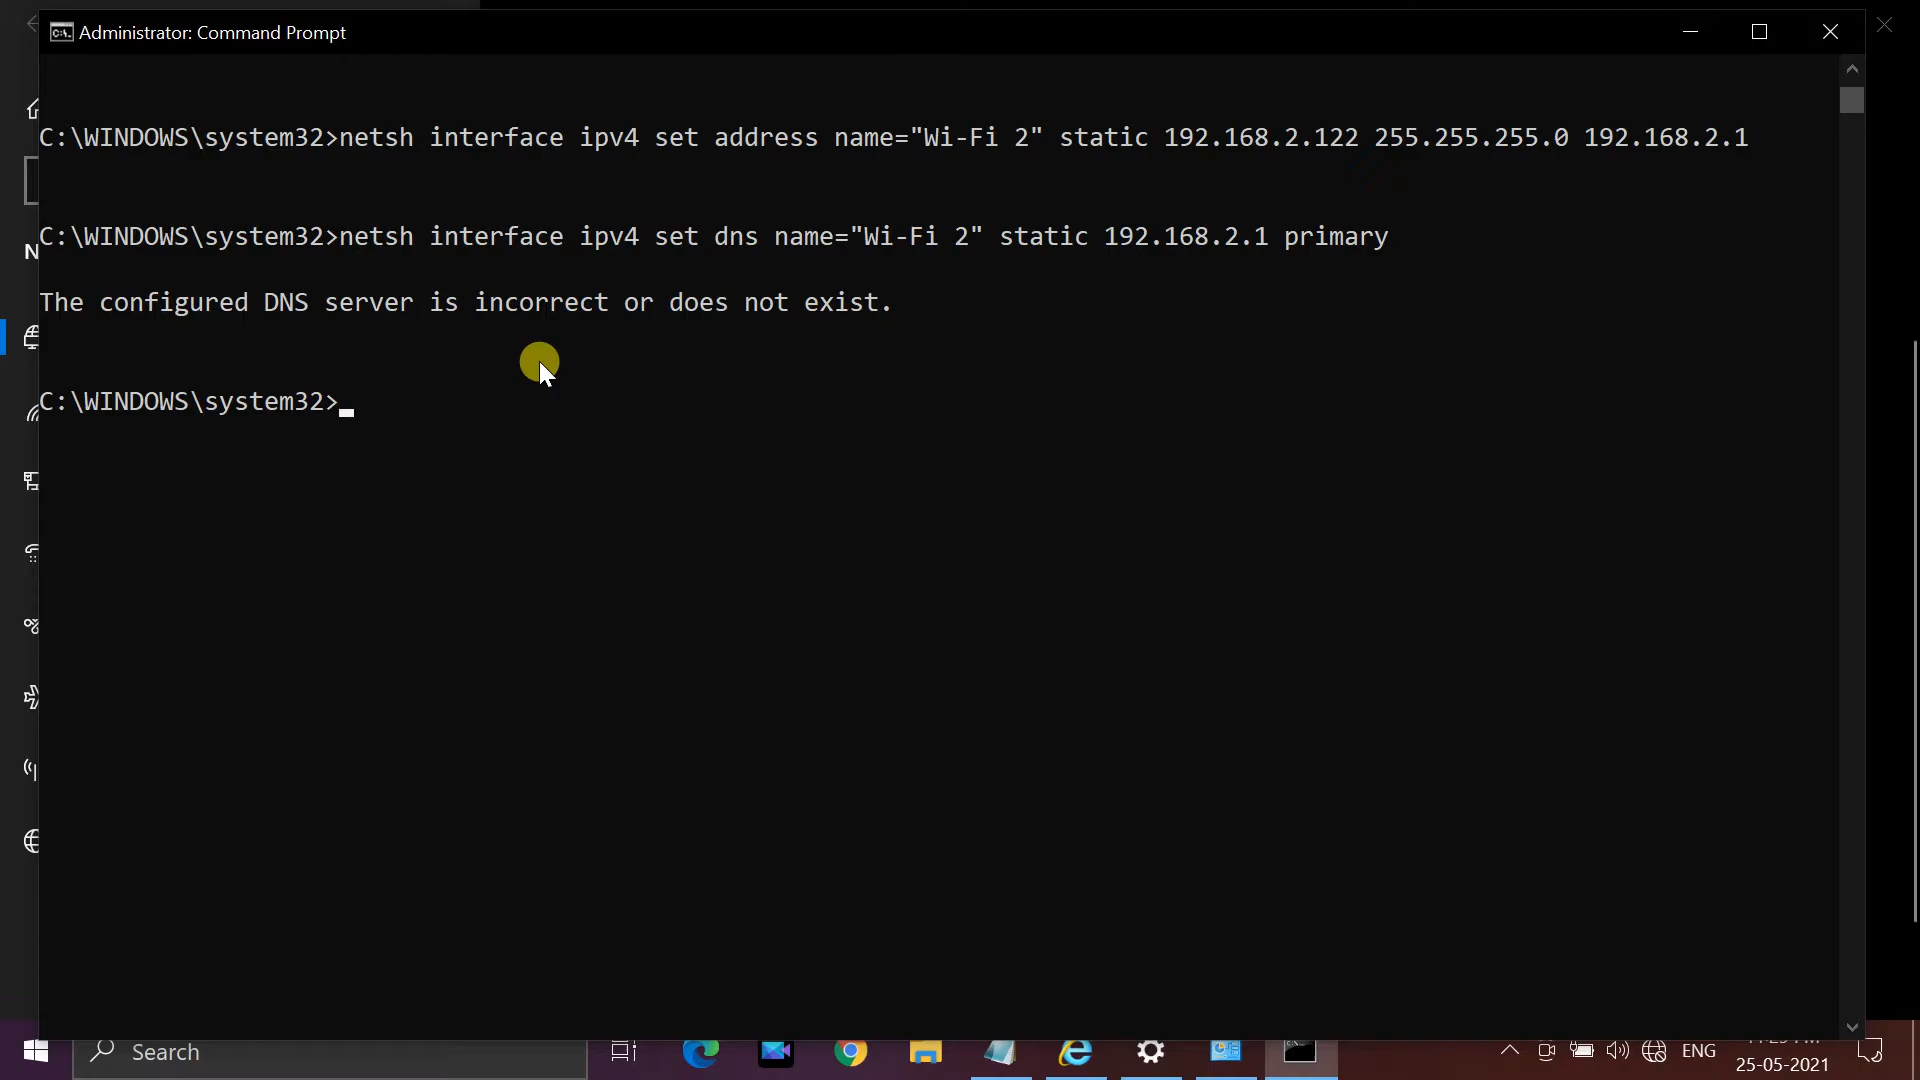 Administrator: Command Prompt
C:\WINDOWS\system32>netsh interface ipv4 set address name="Wi-Fi 2" static 192.168.2.122 255.255.255.0 192.168.2.1
C:\WINDOWS\system32>netsh interface ipv4 set dns name="Wi-Fi 2" static 192.168.2.1 primary
N
The configured DNS server is incorrect or does not exist.
C:\WINDOWS\system32>
Search
ENG
25-05-2021